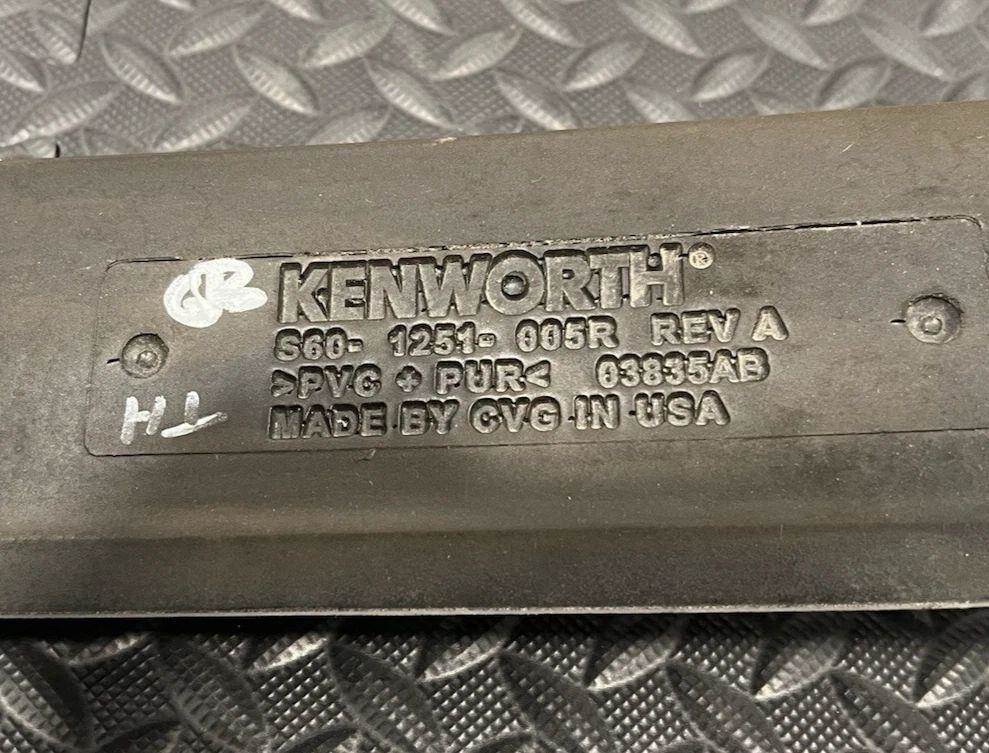 KENWORTH®
S60- 1251- 005R REV A
>PVC + PUR< 03835AB
MADE BY CVG IN USA